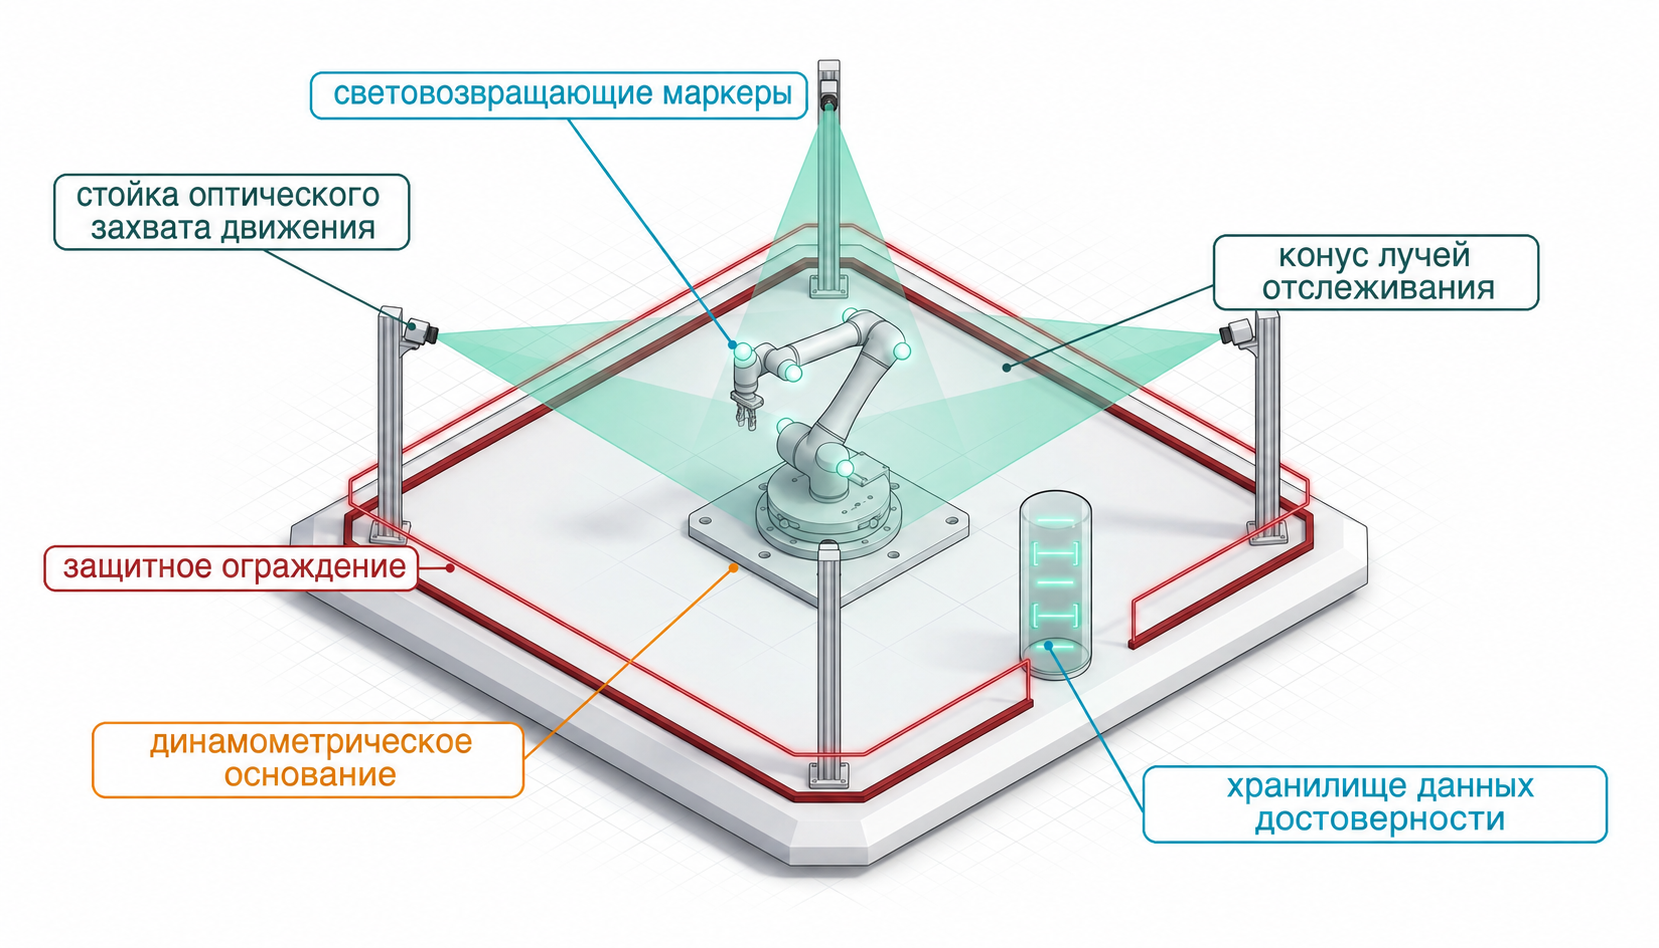 световозвращающие маркеры
стойка оптического
захвата движения
конус лучей
отслеживания
защитное ограждение
динамометрическое
основание
хранилище данных
достоверности